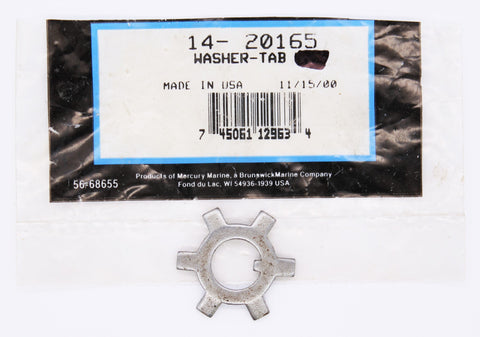 14- 20165
WASHER-TAB
MADE IN USA 11/15/00
7 45061 12963 4
Products of Mercury Marine, a Brunswick Marine Company
Fond du Lac, WI 54936-1939 USA
56-68655